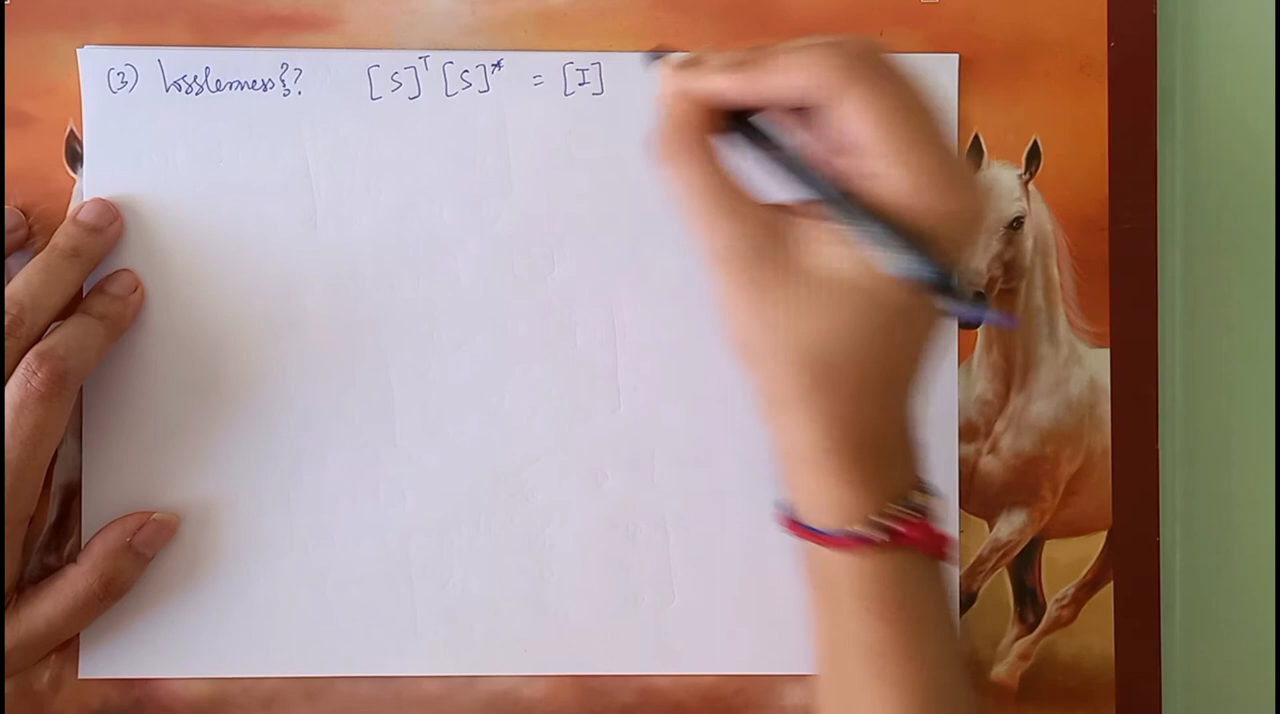 (3) Losslessness?? [S]ᵀ [S]* = [I]